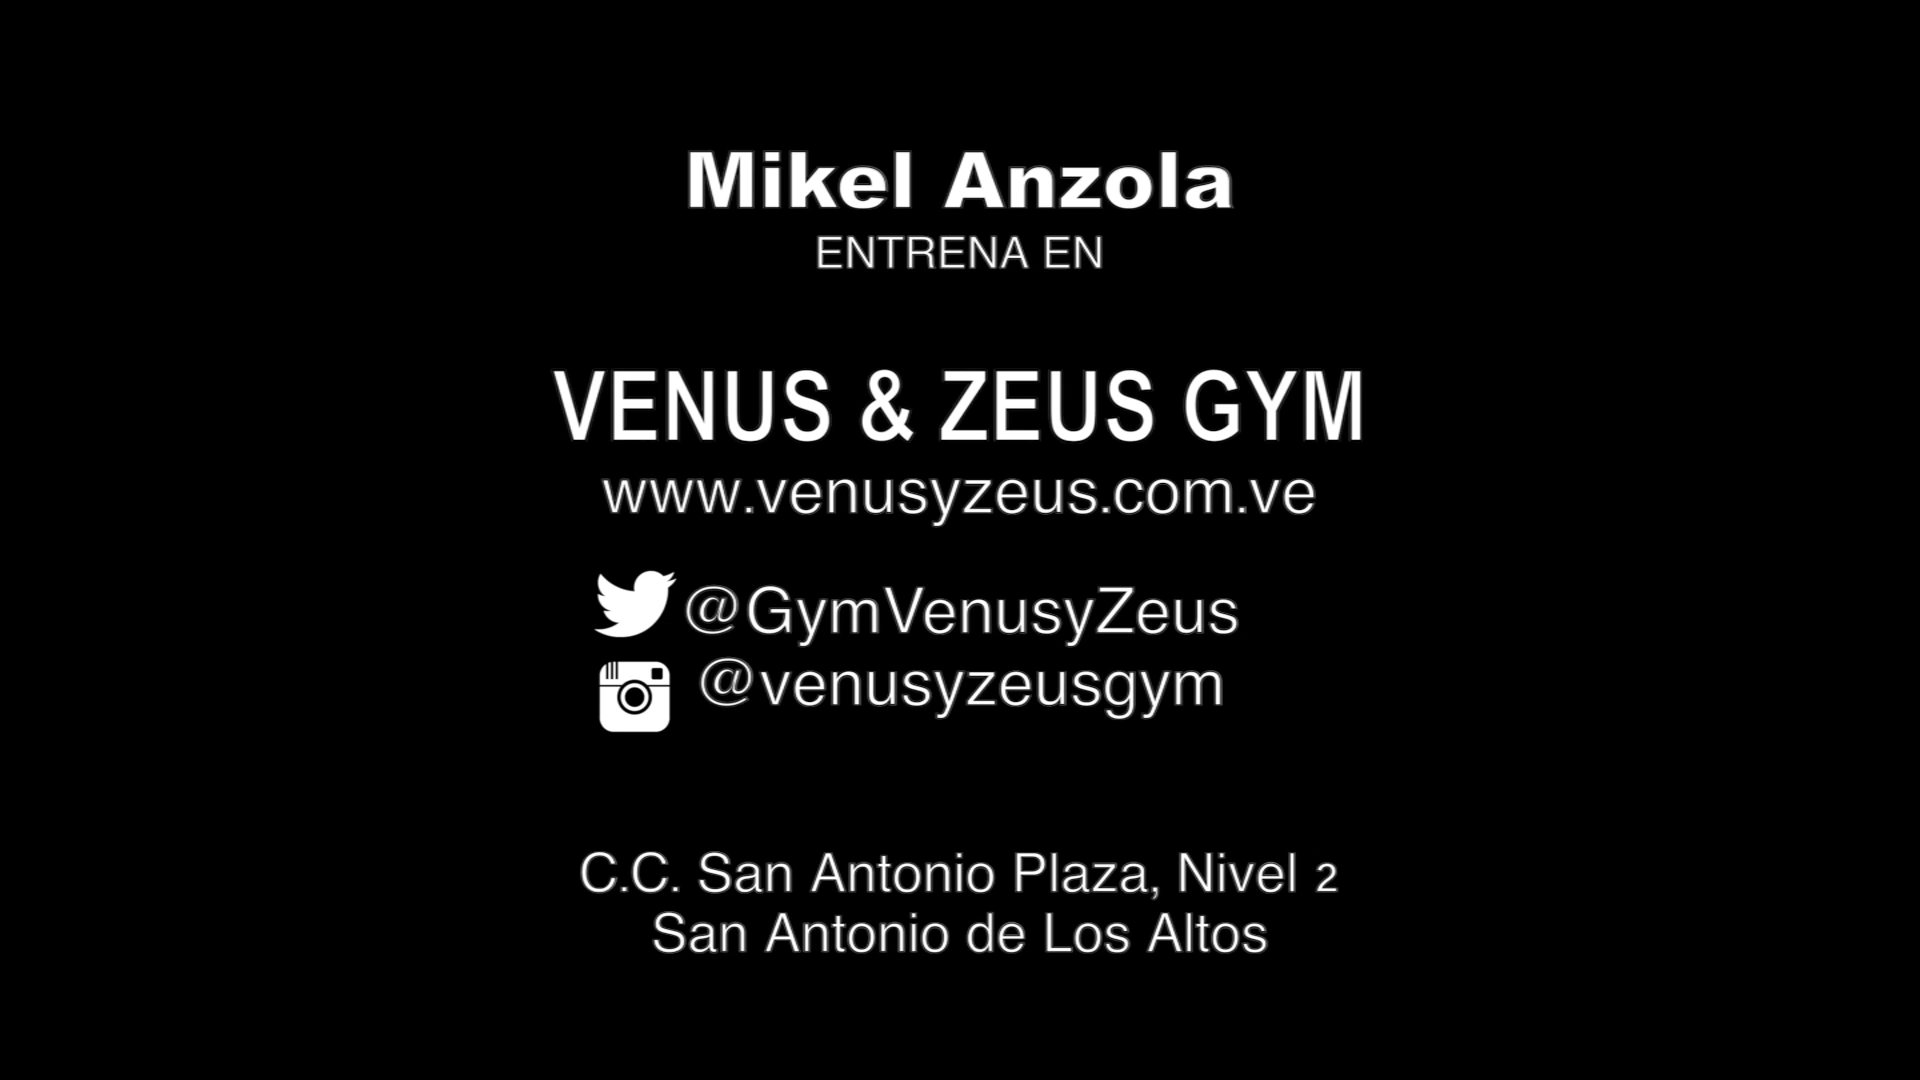 Mikel Anzola
ENTRENA EN
VENUS & ZEUS GYM
www.venusyzeus.com.ve
@GymVenusyZeus
@venusyzeusgym
C.C. San Antonio Plaza, Nivel 2
San Antonio de Los Altos